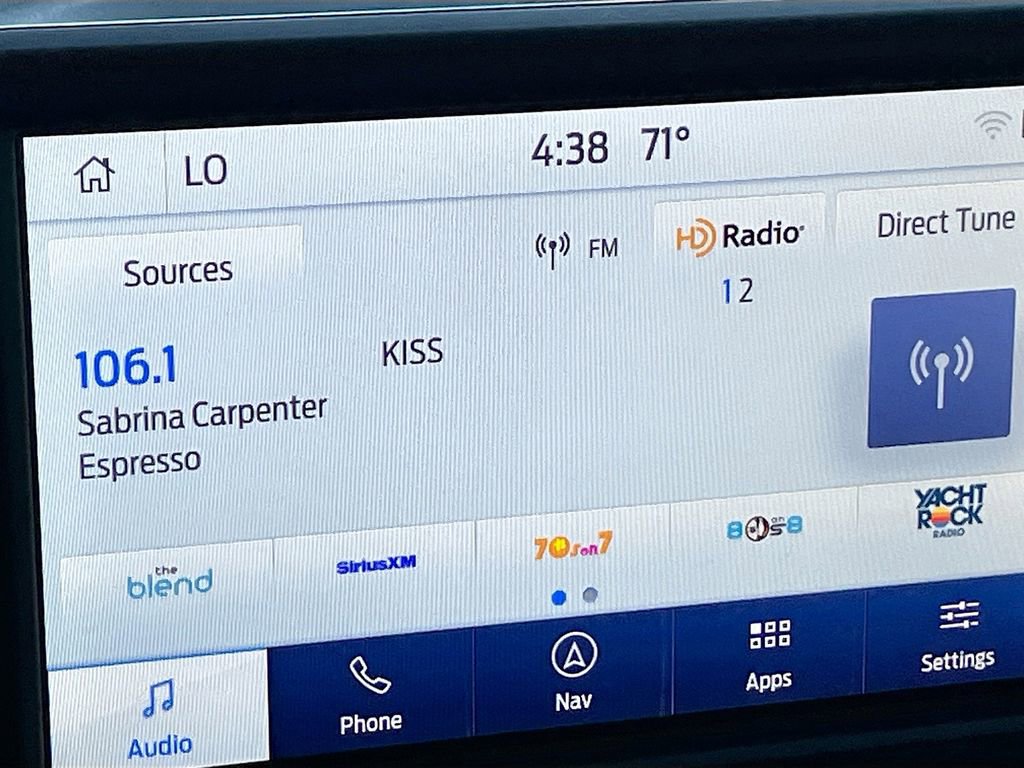 LO
4:38 71°
Sources
FM
HD Radio
Direct Tune
1 2
106.1
KISS
Sabrina Carpenter
Espresso
the
blend
SiriusXM
70s on 7
80s on 8
YACHT
ROCK
RADIO
Audio
Phone
Nav
Apps
Settings